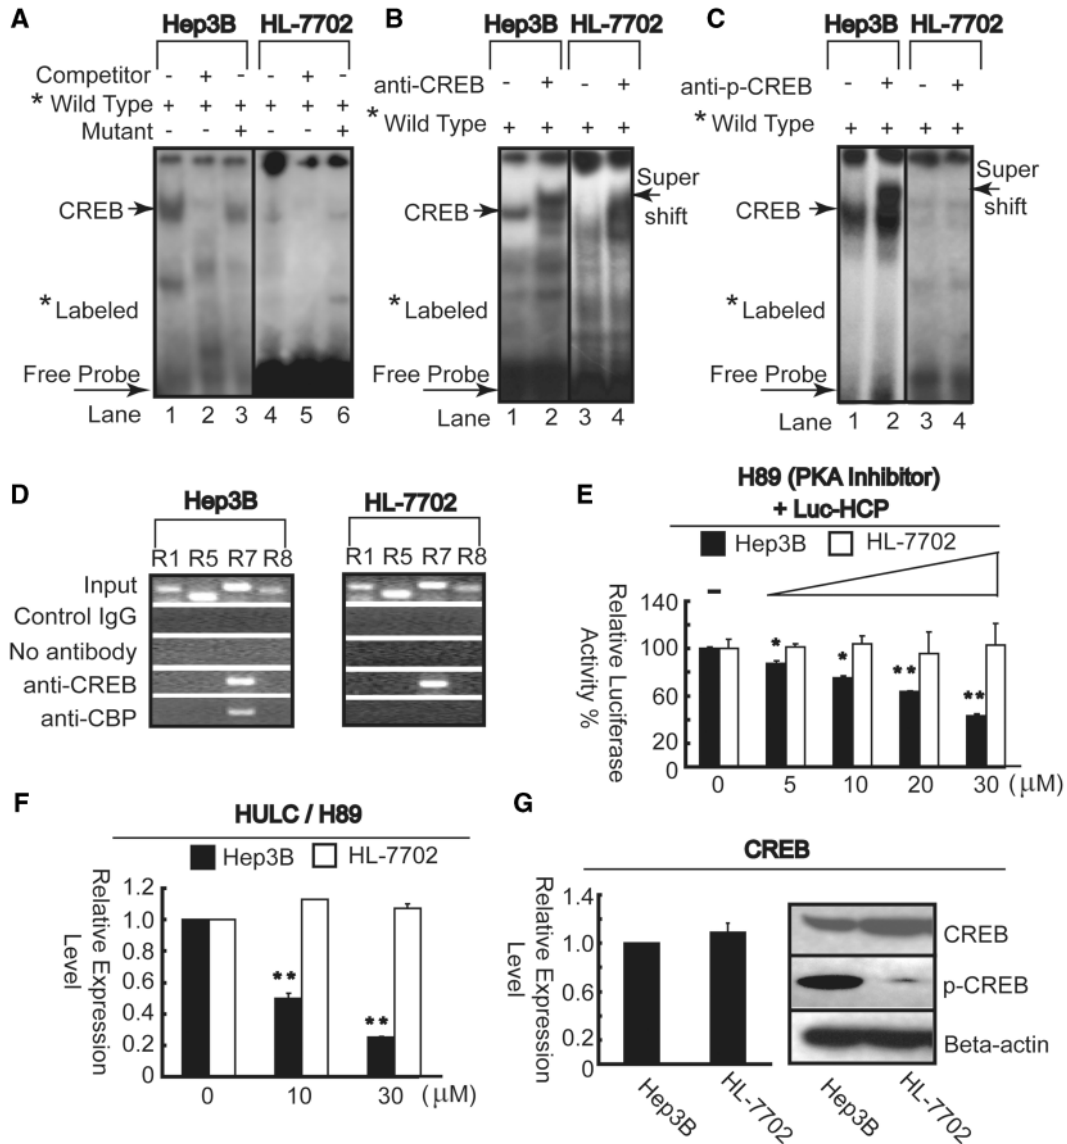 A
Hep3B HL-7702
Competitor - + - - + -
* Wild Type + + + + + +
Mutant - - + - - +
CREB
* Labeled
Free Probe
Lane 1 2 3 4 5 6
B
Hep3B HL-7702
anti-CREB - + - +
* Wild Type + + + +
CREB
Super
shift
* Labeled
Free Probe
Lane 1 2 3 4
C
Hep3B HL-7702
anti-p-CREB - + - +
* Wild Type + + + +
CREB
Super
shift
* Labeled
Free Probe
Lane 1 2 3 4
D
Hep3B HL-7702
R1 R5 R7 R8 R1 R5 R7 R8
Input
Control IgG
No antibody
anti-CREB
anti-CBP
E
H89 (PKA Inhibitor)
+ Luc-HCP
Hep3B HL-7702
-
Relative Luciferase
Activity %
140
100
60
20
0
* * ** **
0 5 10 20 30 (μM)
F
HULC / H89
Hep3B HL-7702
Relative Expression
Level
1.2
1.0
0.8
0.6
0.4
0.2
0
** **
0 10 30 (μM)
G
CREB
Relative Expression
Level
1.4
1.0
0.6
0.2
0
Hep3B HL-7702
CREB
p-CREB
Beta-actin
Hep3B HL-7702